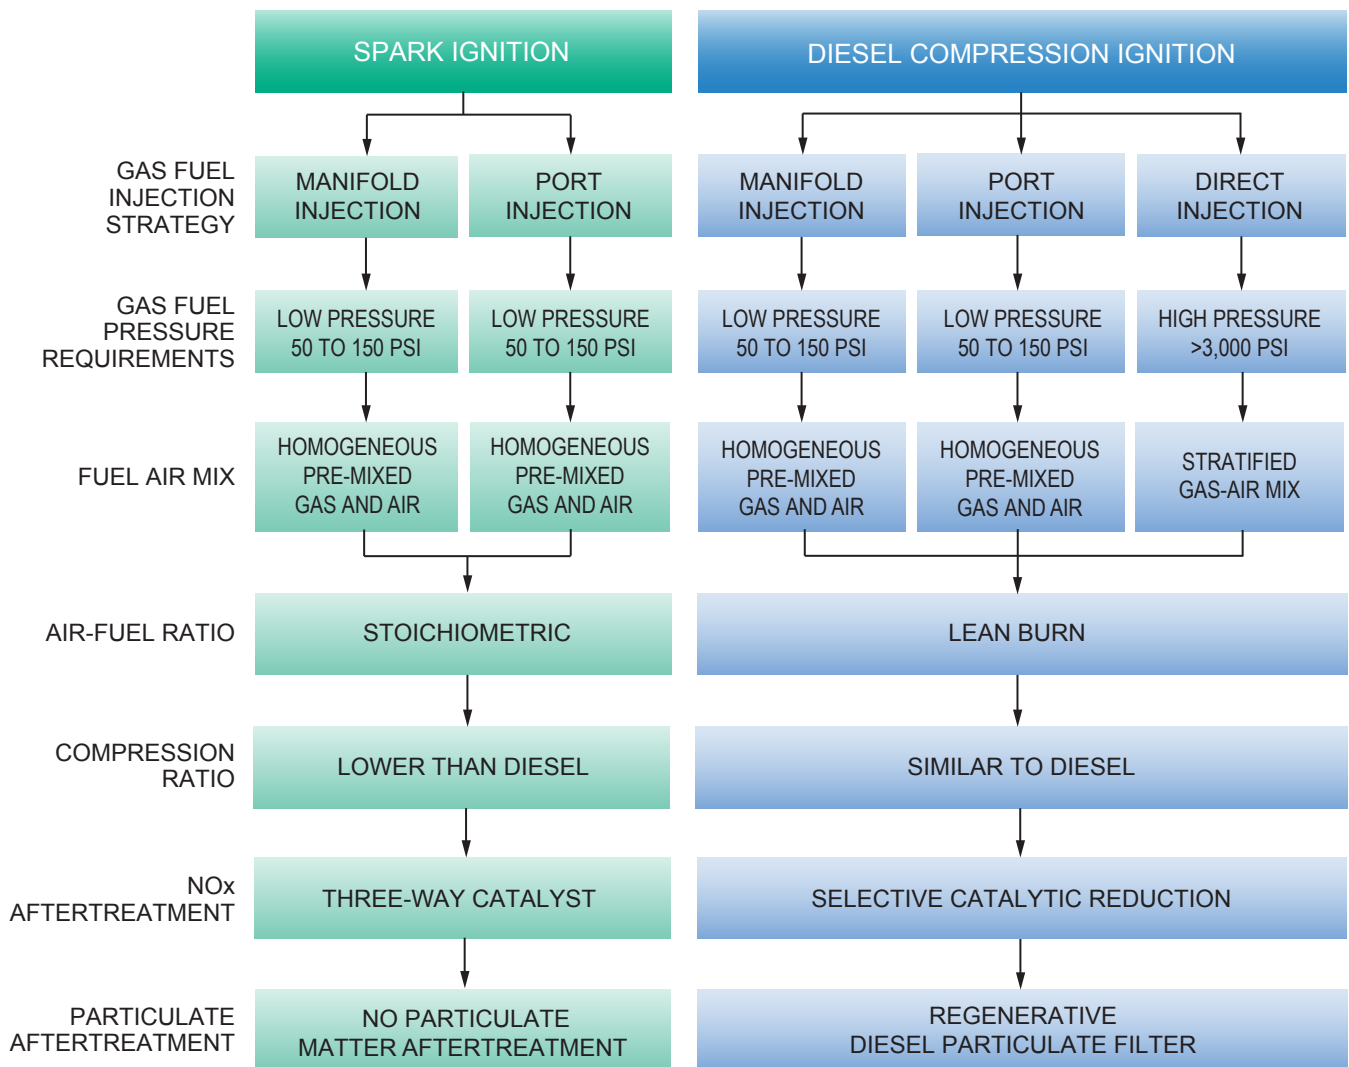 SPARK IGNITION
DIESEL COMPRESSION IGNITION
GAS FUEL
INJECTION
STRATEGY
MANIFOLD
INJECTION
PORT
INJECTION
MANIFOLD
INJECTION
PORT
INJECTION
DIRECT
INJECTION
GAS FUEL
PRESSURE
REQUIREMENTS
LOW PRESSURE
50 TO 150 PSI
LOW PRESSURE
50 TO 150 PSI
LOW PRESSURE
50 TO 150 PSI
LOW PRESSURE
50 TO 150 PSI
HIGH PRESSURE
>3,000 PSI
FUEL AIR MIX
HOMOGENEOUS
PRE-MIXED
GAS AND AIR
HOMOGENEOUS
PRE-MIXED
GAS AND AIR
HOMOGENEOUS
PRE-MIXED
GAS AND AIR
HOMOGENEOUS
PRE-MIXED
GAS AND AIR
STRATIFIED
GAS-AIR MIX
AIR-FUEL RATIO
STOICHIOMETRIC
LEAN BURN
COMPRESSION
RATIO
LOWER THAN DIESEL
SIMILAR TO DIESEL
NOx
AFTERTREATMENT
THREE-WAY CATALYST
SELECTIVE CATALYTIC REDUCTION
PARTICULATE
AFTERTREATMENT
NO PARTICULATE
MATTER AFTERTREATMENT
REGENERATIVE
DIESEL PARTICULATE FILTER